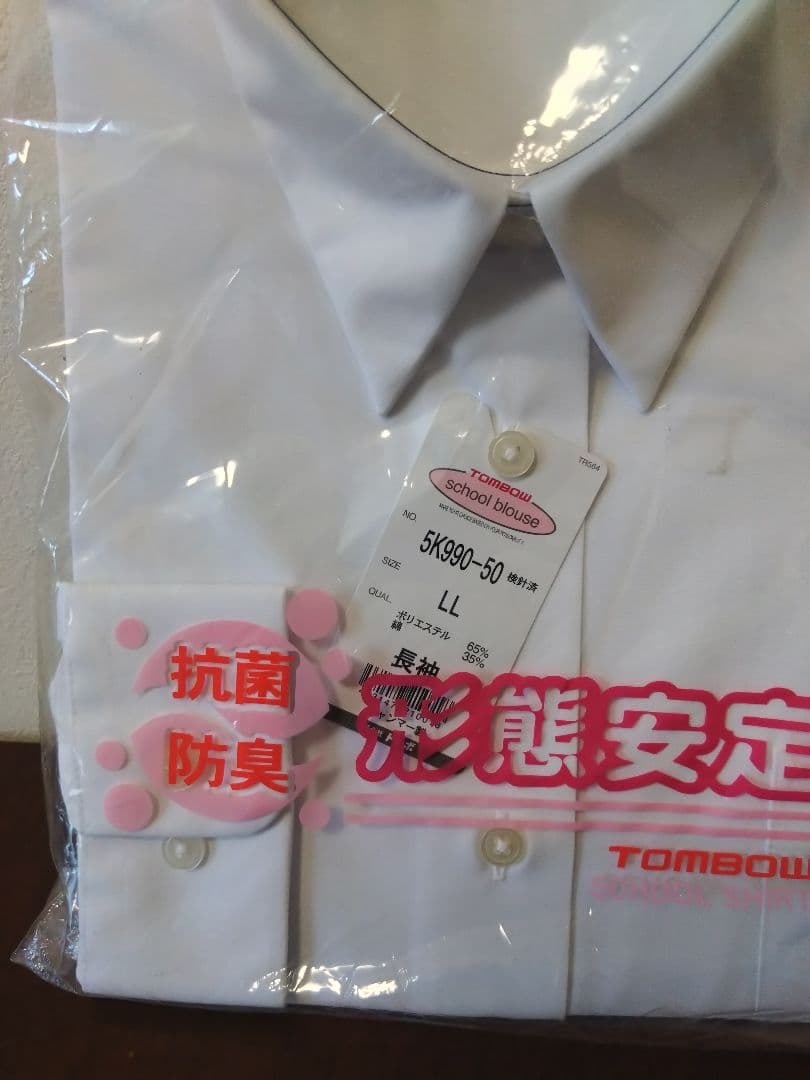 TR564
TOMBOW
school blouse
NO. 5K990-50 検針済
SIZE LL
QUAL. ポリエステル 65%
綿 35%
長袖
抗菌
防臭
形態安定
TOMBOW
SCHOOL SHIRT